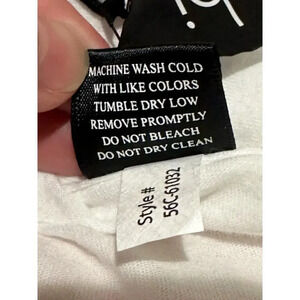 MACHINE WASH COLD
WITH LIKE COLORS
TUMBLE DRY LOW
REMOVE PROMPTLY
DO NOT BLEACH
DO NOT DRY CLEAN
Style#
56C-61032